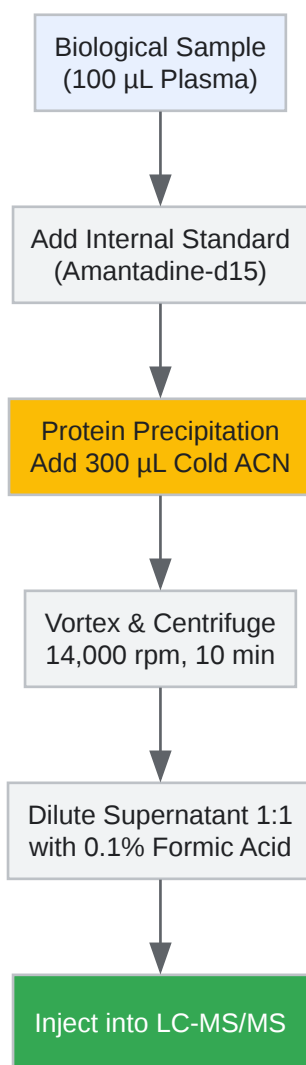 Biological Sample
(100 µL Plasma)
Add Internal Standard
(Amantadine-d15)
Protein Precipitation
Add 300 µL Cold ACN
Vortex & Centrifuge
14,000 rpm, 10 min
Dilute Supernatant 1:1
with 0.1% Formic Acid
Inject into LC-MS/MS